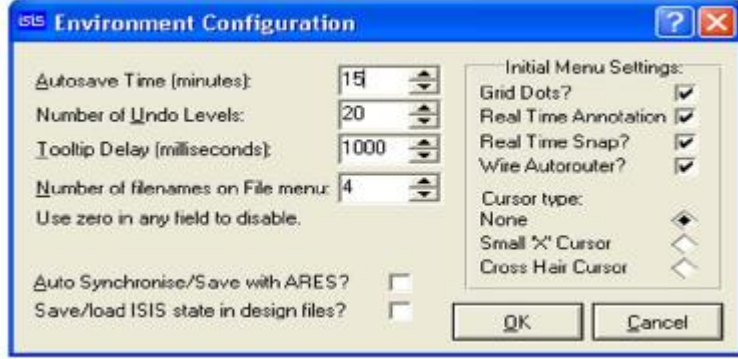 ISIS Environment Configuration
Autosave Time (minutes): 15
Number of Undo Levels: 20
Tooltip Delay (milliseconds): 1000
Number of filenames on File menu: 4
Use zero in any field to disable.
Auto Synchronise/Save with ARES?
Save/load ISIS state in design files?
Initial Menu Settings:
Grid Dots?
Real Time Annotation
Real Time Snap?
Wire Autorouter?
Cursor type:
None
Small 'X' Cursor
Cross Hair Cursor
OK
Cancel